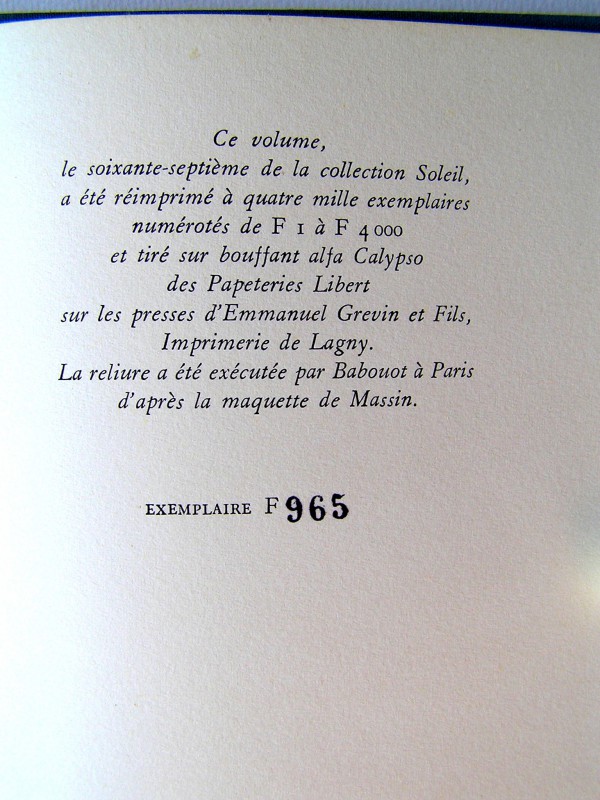 Ce volume,
le soixante-septième de la collection Soleil,
a été réimprimé à quatre mille exemplaires
numérotés de F 1 à F 4000
et tiré sur bouffant alfa Calypso
des Papeteries Libert
sur les presses d'Emmanuel Grevin et Fils,
Imprimerie de Lagny.
La reliure a été exécutée par Babouot à Paris
d'après la maquette de Massin.
EXEMPLAIRE F 965